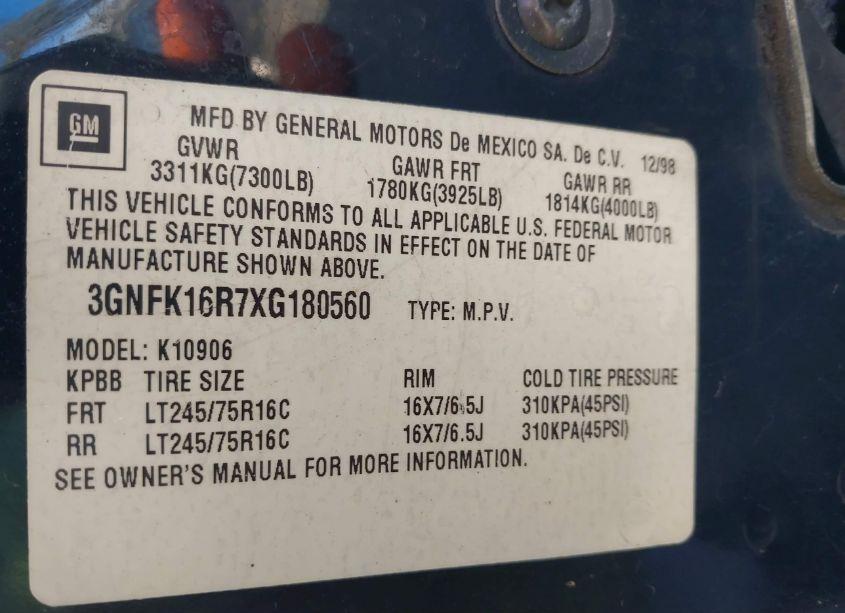 GM
MFD BY GENERAL MOTORS De MEXICO SA. De C.V. 12/98
GVWR GAWR FRT GAWR RR
3311KG(7300LB) 1780KG(3925LB) 1814KG(4000LB)
THIS VEHICLE CONFORMS TO ALL APPLICABLE U.S. FEDERAL MOTOR
VEHICLE SAFETY STANDARDS IN EFFECT ON THE DATE OF
MANUFACTURE SHOWN ABOVE.
3GNFK16R7XG180560 TYPE: M.P.V.
MODEL: K10906
KPBB TIRE SIZE RIM COLD TIRE PRESSURE
FRT LT245/75R16C 16X7/6.5J 310KPA(45PSI)
RR LT245/75R16C 16X7/6.5J 310KPA(45PSI)
SEE OWNER'S MANUAL FOR MORE INFORMATION.